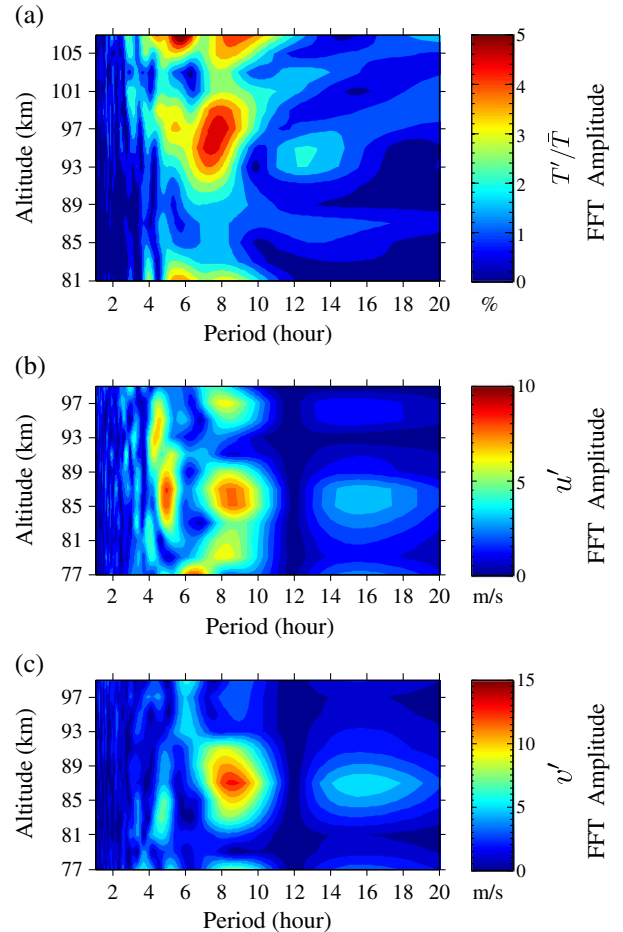 (a)
105
101
97
93
89
85
81
Altitude (km)
2 4 6 8 10 12 14 16 18 20
Period (hour)
5
4
3
2
1
0
%
T′/T̄
FFT Amplitude
(b)
97
93
89
85
81
77
Altitude (km)
2 4 6 8 10 12 14 16 18 20
Period (hour)
10
5
0
m/s
u′
FFT Amplitude
(c)
97
93
89
85
81
77
Altitude (km)
2 4 6 8 10 12 14 16 18 20
Period (hour)
15
10
5
0
m/s
v′
FFT Amplitude